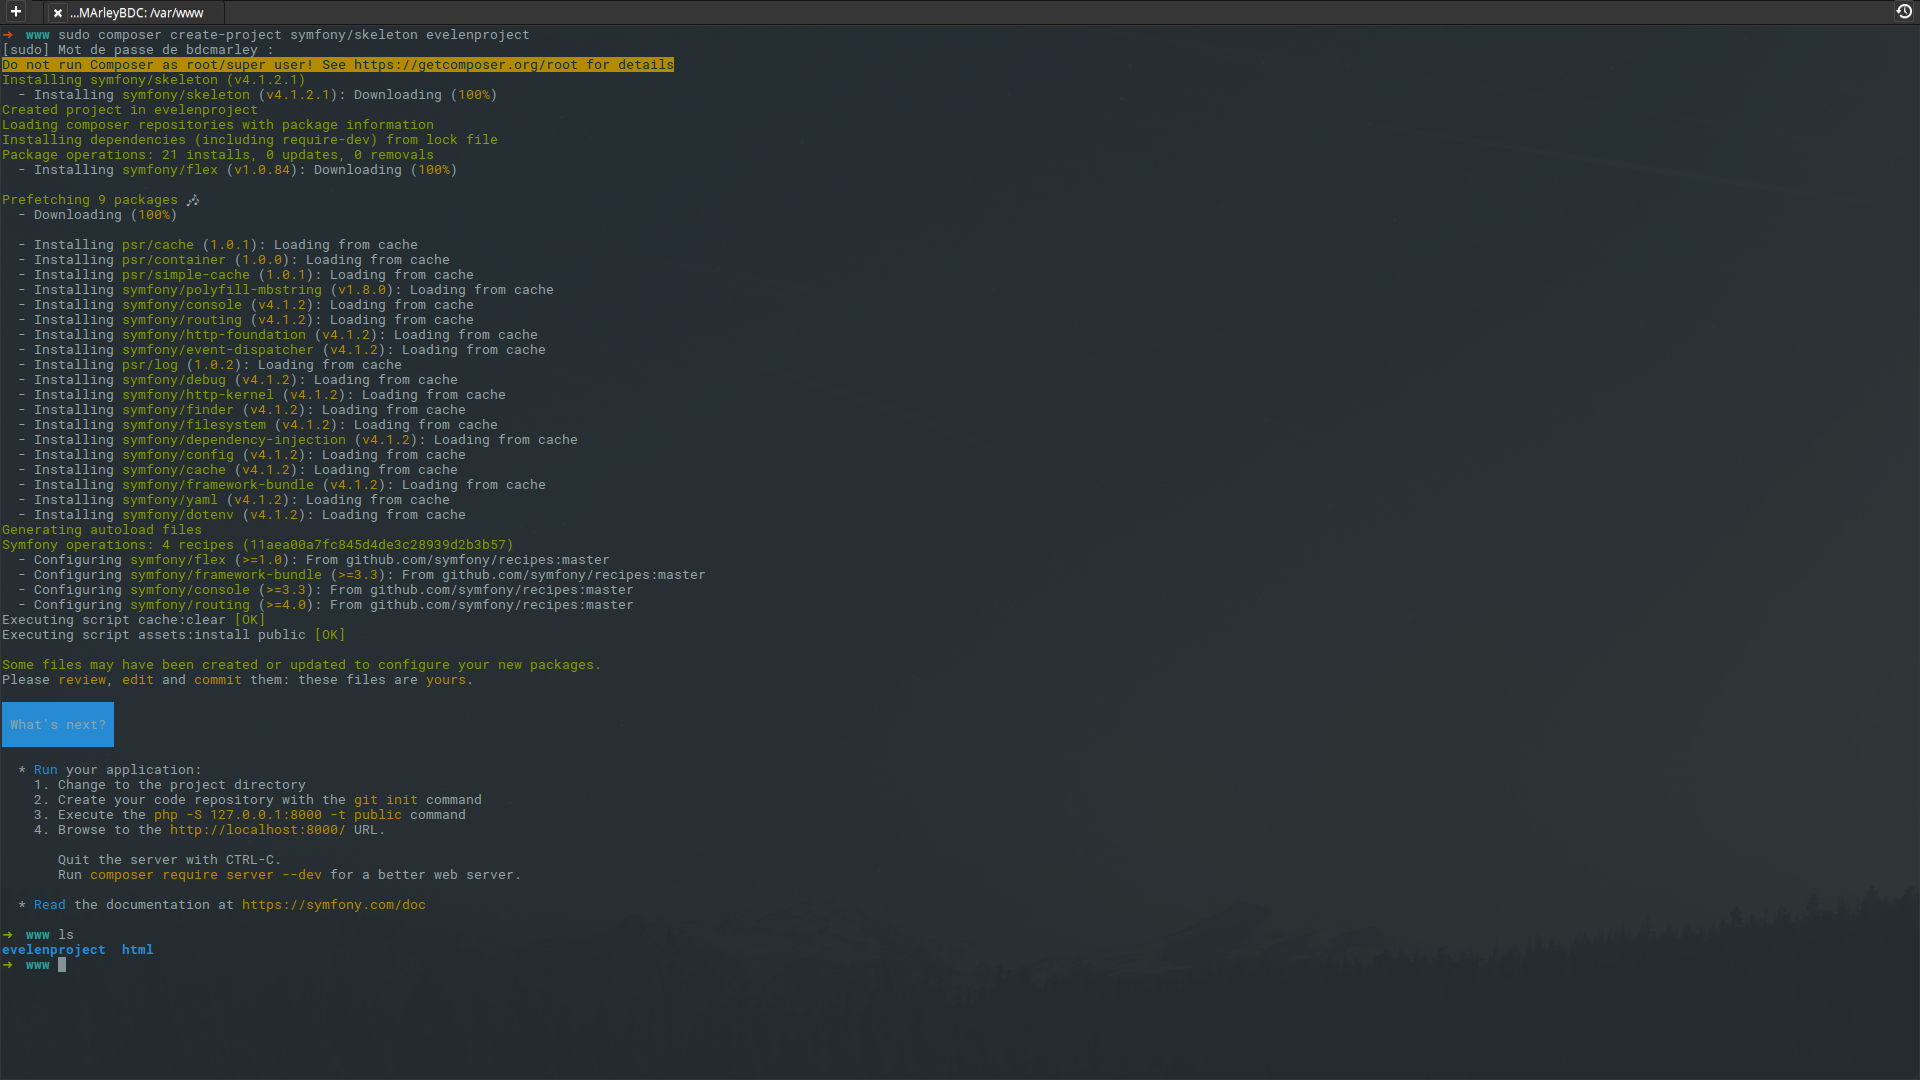 + × ...MArleyBDC: /var/www
➜  www sudo composer create-project symfony/skeleton evelenproject
[sudo] Mot de passe de bdcmarley :
Do not run Composer as root/super user! See https://getcomposer.org/root for details
Installing symfony/skeleton (v4.1.2.1)
  - Installing symfony/skeleton (v4.1.2.1): Downloading (100%)
Created project in evelenproject
Loading composer repositories with package information
Installing dependencies (including require-dev) from lock file
Package operations: 21 installs, 0 updates, 0 removals
  - Installing symfony/flex (v1.0.84): Downloading (100%)
Prefetching 9 packages 🎶
  - Downloading (100%)
  - Installing psr/cache (1.0.1): Loading from cache
  - Installing psr/container (1.0.0): Loading from cache
  - Installing psr/simple-cache (1.0.1): Loading from cache
  - Installing symfony/polyfill-mbstring (v1.8.0): Loading from cache
  - Installing symfony/console (v4.1.2): Loading from cache
  - Installing symfony/routing (v4.1.2): Loading from cache
  - Installing symfony/http-foundation (v4.1.2): Loading from cache
  - Installing symfony/event-dispatcher (v4.1.2): Loading from cache
  - Installing psr/log (1.0.2): Loading from cache
  - Installing symfony/debug (v4.1.2): Loading from cache
  - Installing symfony/http-kernel (v4.1.2): Loading from cache
  - Installing symfony/finder (v4.1.2): Loading from cache
  - Installing symfony/filesystem (v4.1.2): Loading from cache
  - Installing symfony/dependency-injection (v4.1.2): Loading from cache
  - Installing symfony/config (v4.1.2): Loading from cache
  - Installing symfony/cache (v4.1.2): Loading from cache
  - Installing symfony/framework-bundle (v4.1.2): Loading from cache
  - Installing symfony/yaml (v4.1.2): Loading from cache
  - Installing symfony/dotenv (v4.1.2): Loading from cache
Generating autoload files
Symfony operations: 4 recipes (11aea00a7fc845d4de3c28939d2b3b57)
  - Configuring symfony/flex (>=1.0): From github.com/symfony/recipes:master
  - Configuring symfony/framework-bundle (>=3.3): From github.com/symfony/recipes:master
  - Configuring symfony/console (>=3.3): From github.com/symfony/recipes:master
  - Configuring symfony/routing (>=4.0): From github.com/symfony/recipes:master
Executing script cache:clear [OK]
Executing script assets:install public [OK]
Some files may have been created or updated to configure your new packages.
Please review, edit and commit them: these files are yours.
What's next?
  * Run your application:
    1. Change to the project directory
    2. Create your code repository with the git init command
    3. Execute the php -S 127.0.0.1:8000 -t public command
    4. Browse to the http://localhost:8000/ URL.
       Quit the server with CTRL-C.
       Run composer require server --dev for a better web server.
  * Read the documentation at https://symfony.com/doc
➜  www ls
evelenproject  html
➜  www